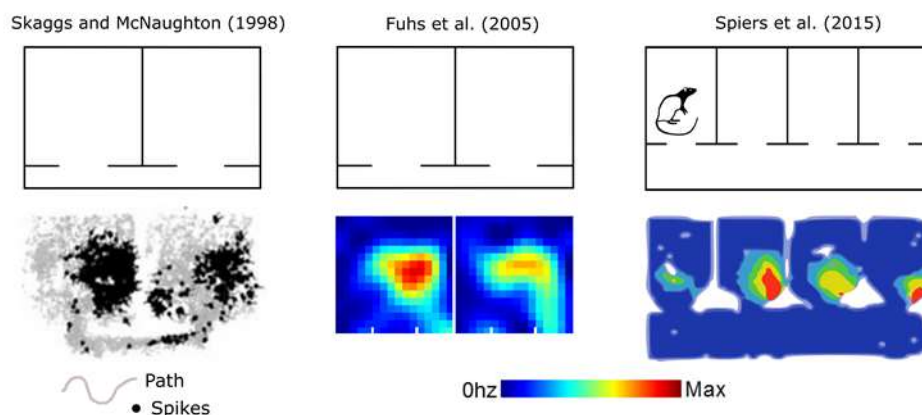 Skaggs and McNaughton (1998)
Fuhs et al. (2005)
Spiers et al. (2015)
Path
Spikes
0hz
Max